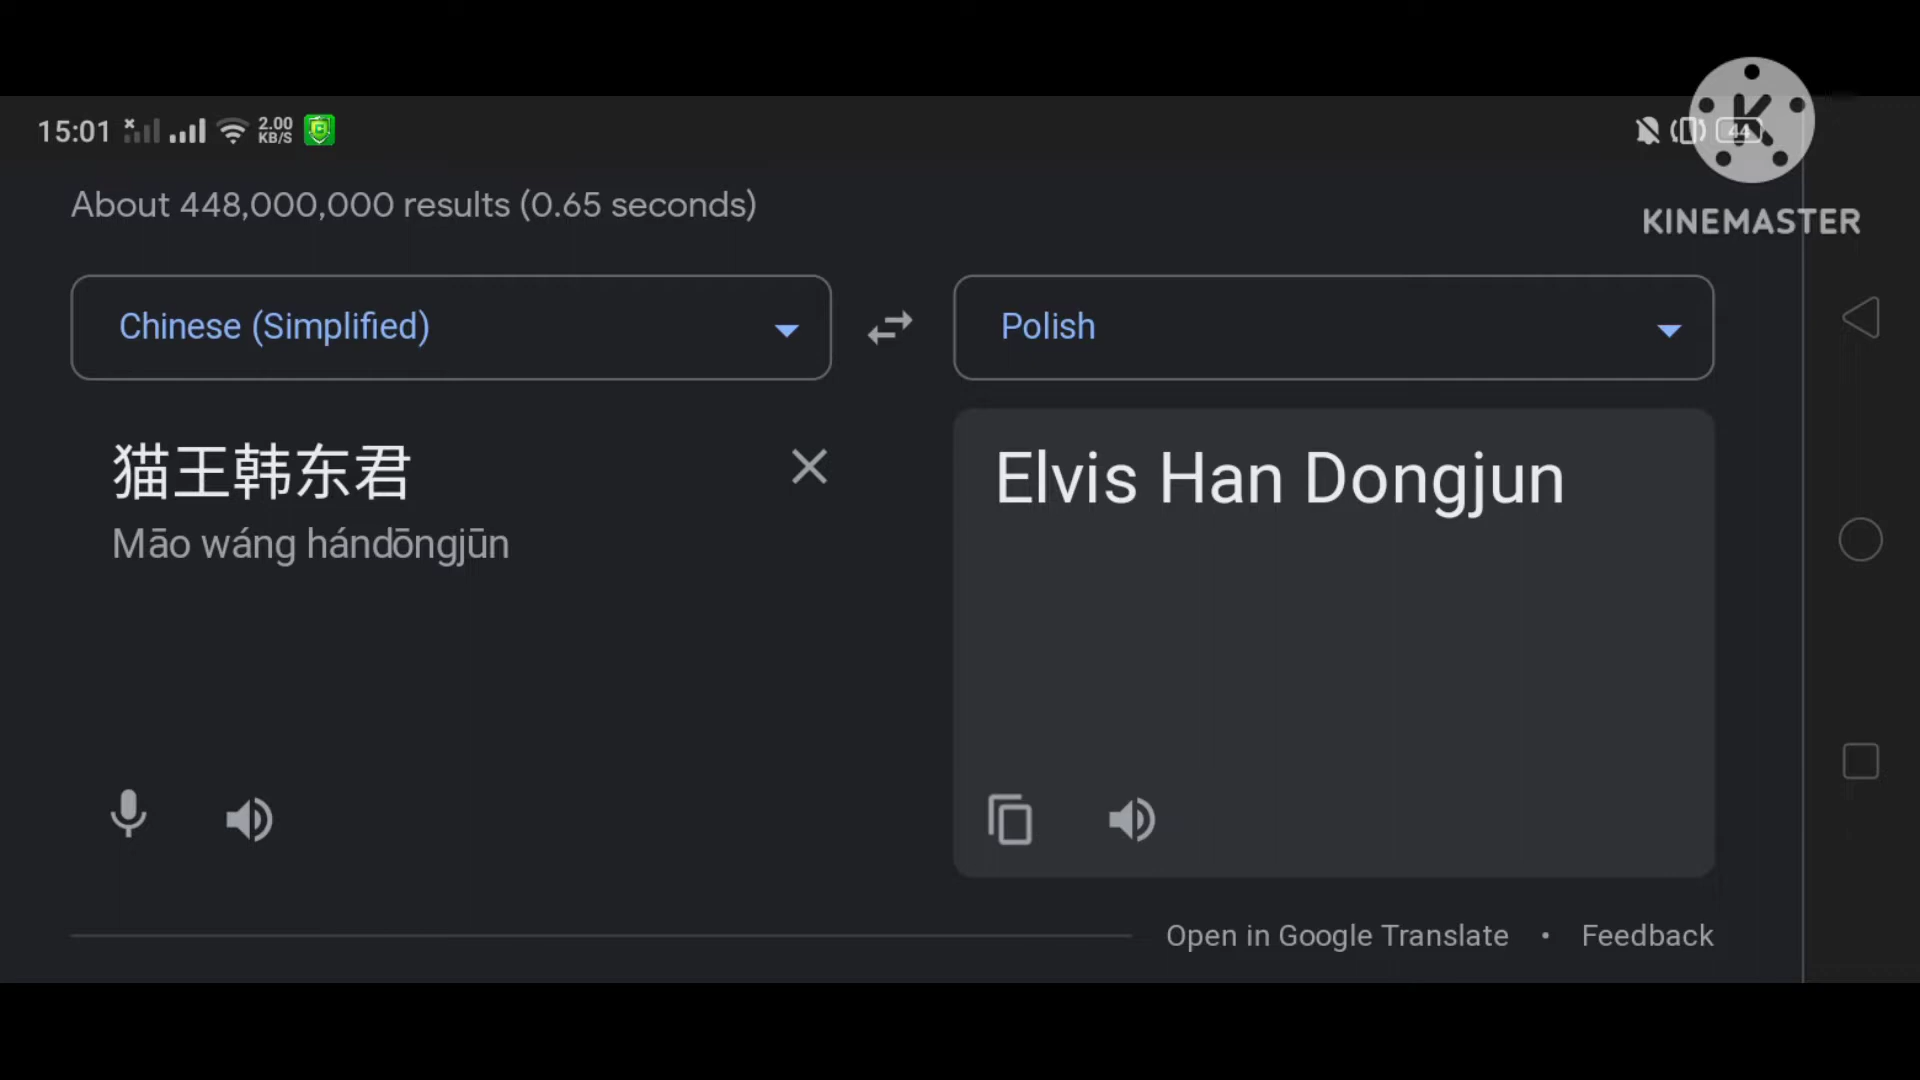 15:01 2.00 KB/S 44
KINEMASTER
About 448,000,000 results (0.65 seconds)
Chinese (Simplified) Polish
猫王韩东君
Māo wáng hándōngjūn
Elvis Han Dongjun
Open in Google Translate • Feedback